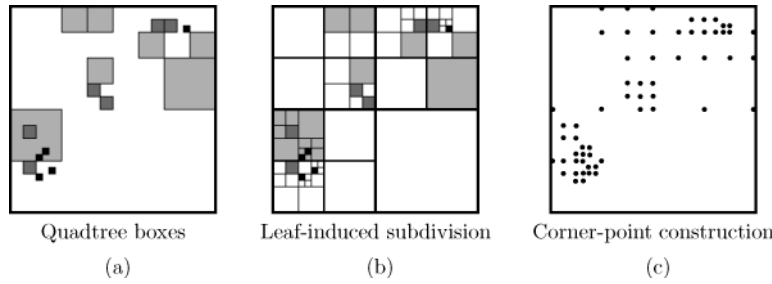 Quadtree boxes
Leaf-induced subdivision
Corner-point construction
(a)
(b)
(c)